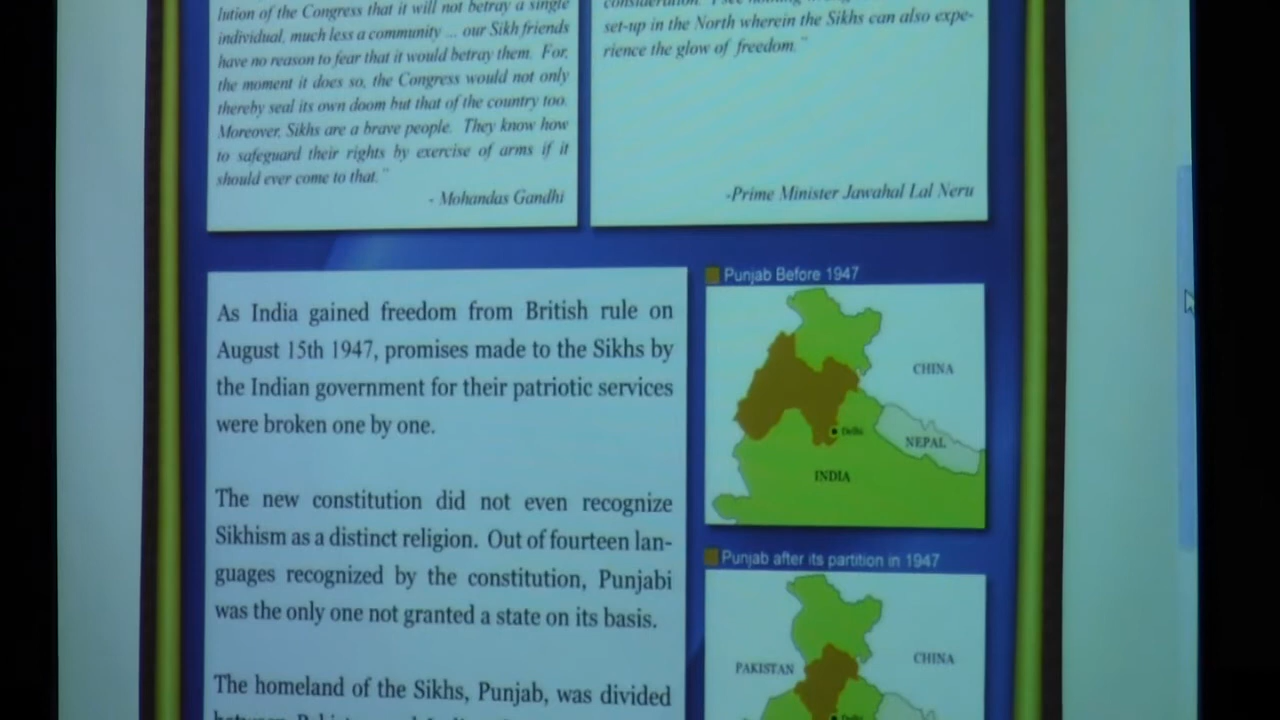 lution of the Congress that it will not betray a single
individual, much less a community ... our Sikh friends
have no reason to fear that it would betray them. For,
the moment it does so, the Congress would not only
thereby seal its own doom but that of the country too.
Moreover, Sikhs are a brave people. They know how
to safeguard their rights by exercise of arms if it
should ever come to that."
- Mohandas Gandhi
consideration. I see nothing
set-up in the North wherein the Sikhs can also expe-
rience the glow of freedom."
-Prime Minister Jawahal Lal Neru
As India gained freedom from British rule on
August 15th 1947, promises made to the Sikhs by
the Indian government for their patriotic services
were broken one by one.
The new constitution did not even recognize
Sikhism as a distinct religion. Out of fourteen lan-
guages recognized by the constitution, Punjabi
was the only one not granted a state on its basis.
The homeland of the Sikhs, Punjab, was divided
Punjab Before 1947
CHINA
Delhi
NEPAL
INDIA
Punjab after its partition in 1947
PAKISTAN
CHINA
Delhi